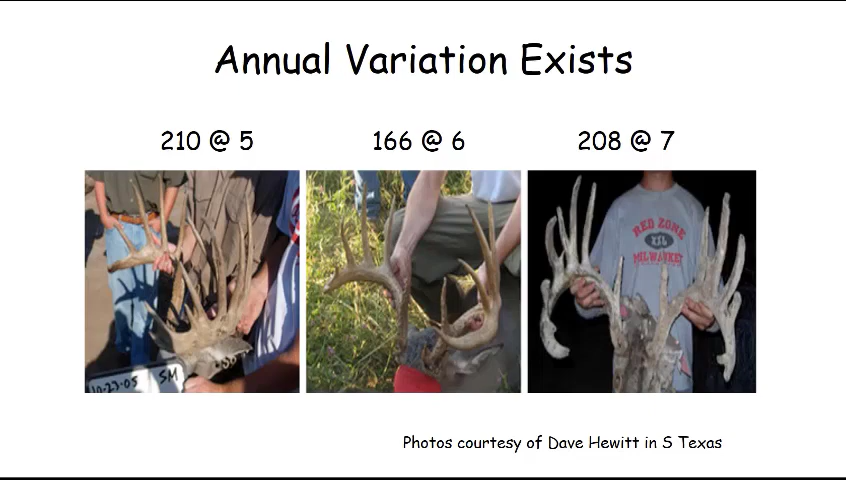 Annual Variation Exists
210 @ 5
166 @ 6
208 @ 7
10-23-05 SM
RED ZONE
XSL
MILWAUKEE
Photos courtesy of Dave Hewitt in S Texas